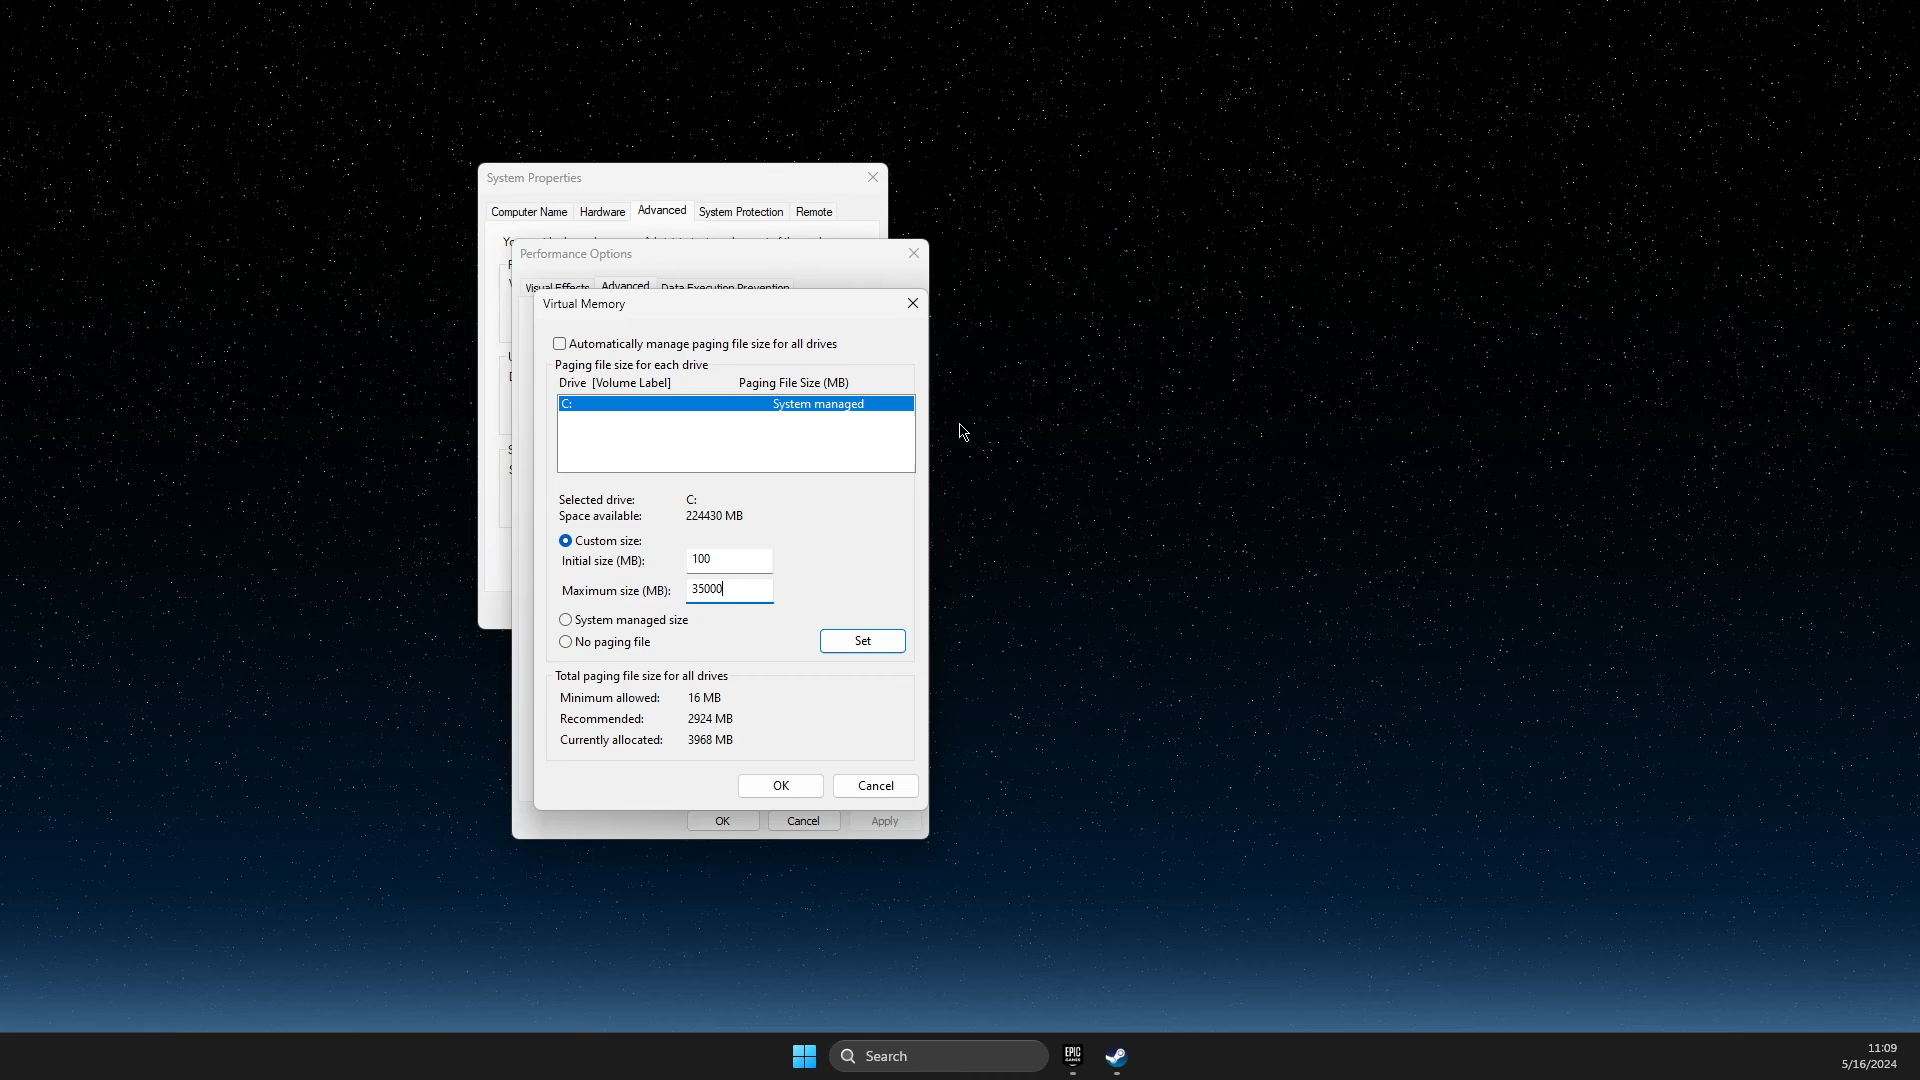 System Properties
Computer Name Hardware Advanced System Protection Remote
Performance Options
Visual Effects Advanced Data Execution Prevention
Virtual Memory
Automatically manage paging file size for all drives
Paging file size for each drive
Drive [Volume Label] Paging File Size (MB)
C: System managed
Selected drive: C:
Space available: 224430 MB
Custom size:
Initial size (MB): 100
Maximum size (MB): 35000
System managed size
No paging file
Set
Total paging file size for all drives
Minimum allowed: 16 MB
Recommended: 2924 MB
Currently allocated: 3968 MB
OK Cancel
OK Cancel Apply
Search
EPIC
GAMES
11:09
5/16/2024